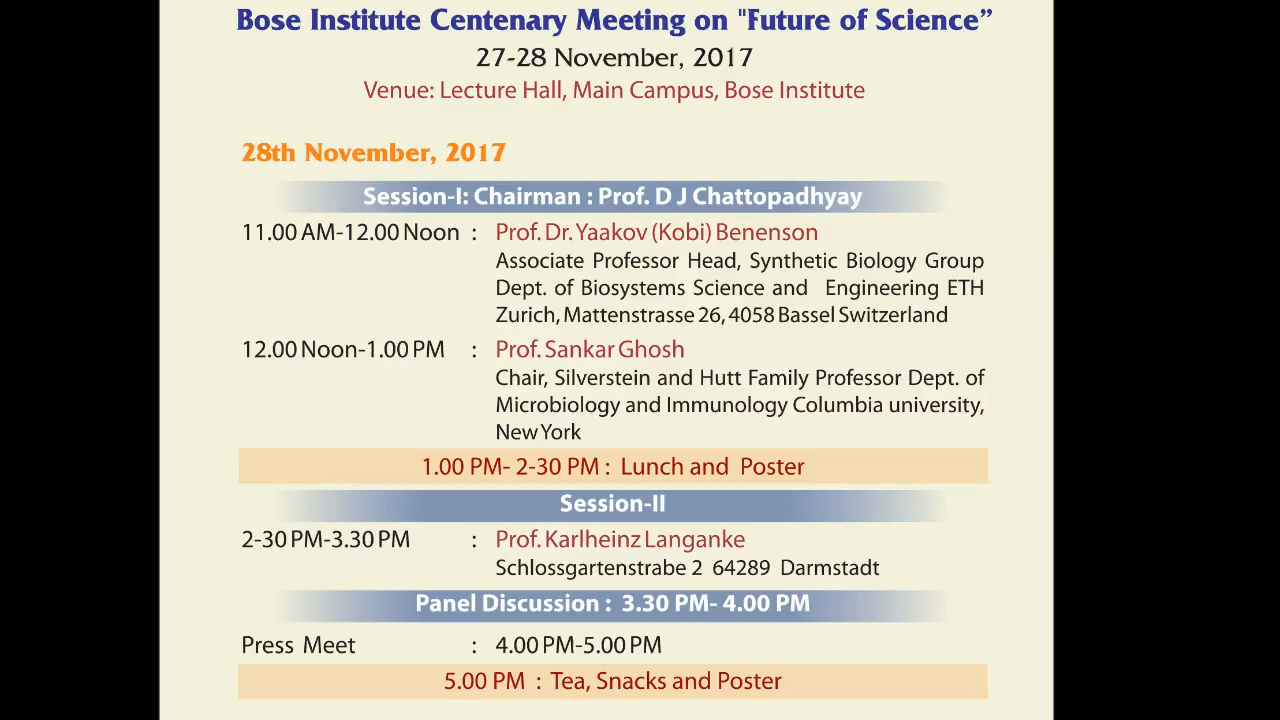 Bose Institute Centenary Meeting on "Future of Science”
27-28 November, 2017
Venue: Lecture Hall, Main Campus, Bose Institute
28th November, 2017
Session-I: Chairman : Prof. D J Chattopadhyay
11.00 AM-12.00 Noon : Prof. Dr. Yaakov (Kobi) Benenson
Associate Professor Head, Synthetic Biology Group
Dept. of Biosystems Science and Engineering ETH
Zurich, Mattenstrasse 26, 4058 Bassel Switzerland
12.00 Noon-1.00 PM : Prof. Sankar Ghosh
Chair, Silverstein and Hutt Family Professor Dept. of
Microbiology and Immunology Columbia university,
New York
1.00 PM- 2-30 PM : Lunch and Poster
Session-II
2-30 PM-3.30 PM : Prof. Karlheinz Langanke
Schlossgartenstrabe 2 64289 Darmstadt
Panel Discussion : 3.30 PM- 4.00 PM
Press Meet : 4.00 PM-5.00 PM
5.00 PM : Tea, Snacks and Poster